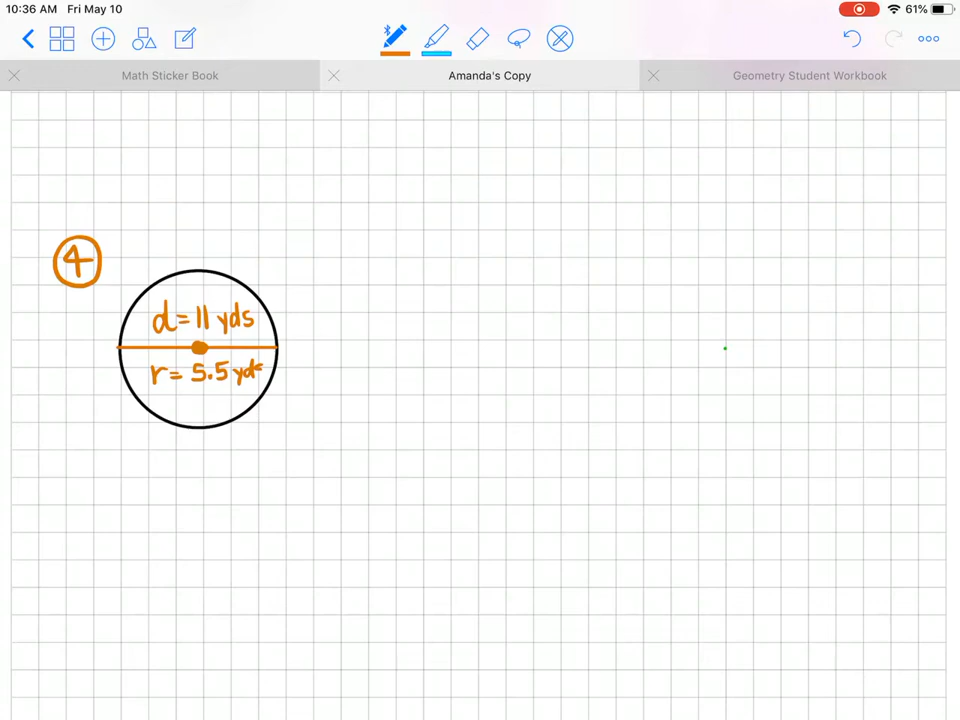 10:36 AM Fri May 10
61%
Math Sticker Book
Amanda's Copy
Geometry Student Workbook
4
d = 11 yds
r = 5.5 yds